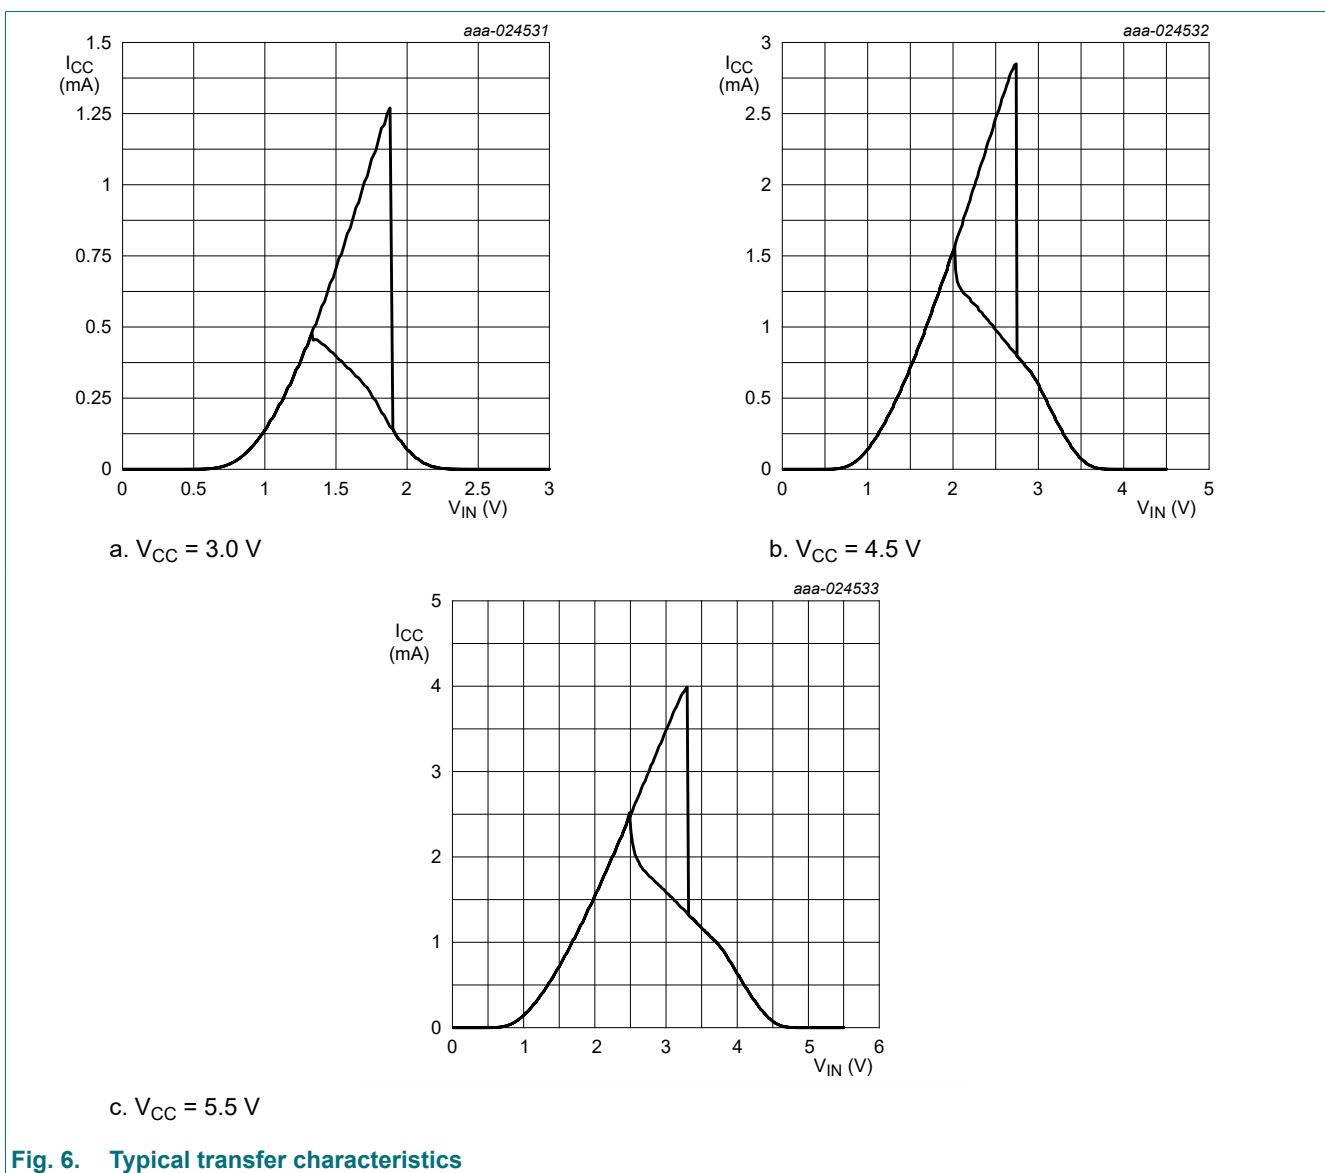 aaa-024531
1.5
ICC
(mA)
1.25
1
0.75
0.5
0.25
0
0 0.5 1 1.5 2 2.5 3
VIN (V)
a. VCC = 3.0 V
aaa-024532
3
ICC
(mA)
2.5
2
1.5
1
0.5
0
0 1 2 3 4 5
VIN (V)
b. VCC = 4.5 V
aaa-024533
5
ICC
(mA)
4
3
2
1
0
0 1 2 3 4 5 6
VIN (V)
c. VCC = 5.5 V
Fig. 6. Typical transfer characteristics